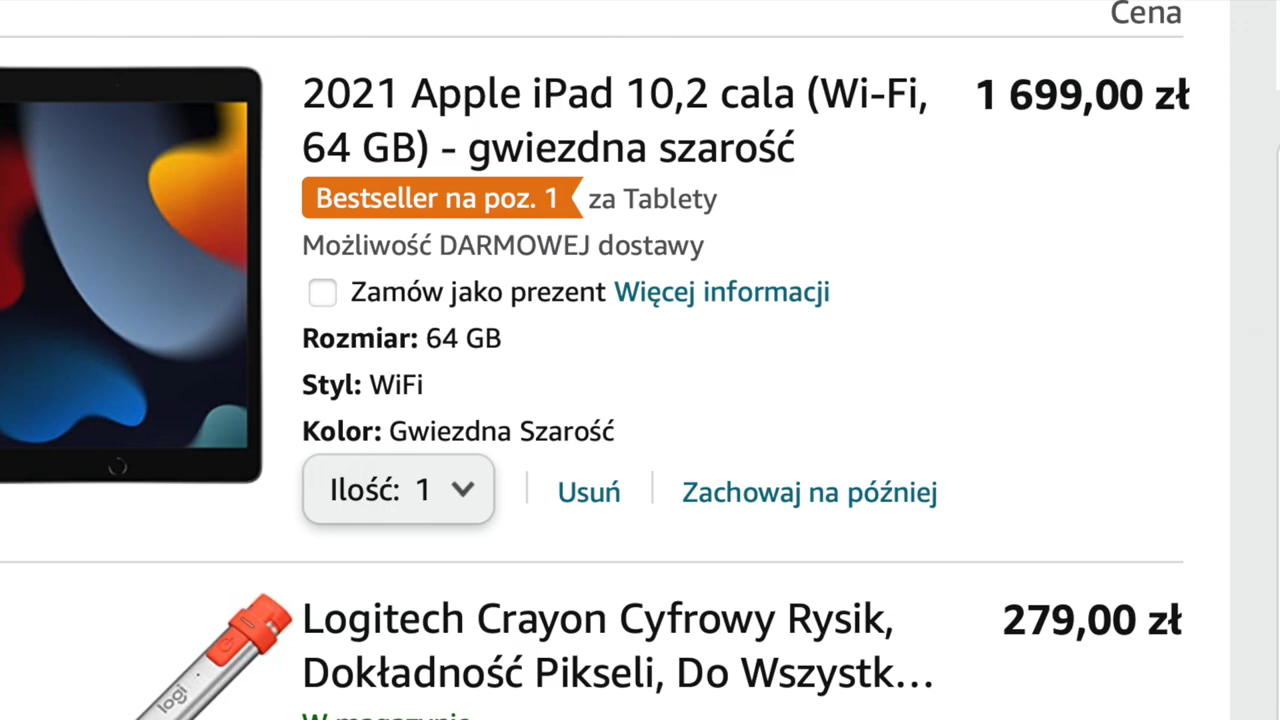 Cena
2021 Apple iPad 10,2 cala (Wi-Fi,
64 GB) - gwiezdna szarość
1 699,00 zł
Bestseller na poz. 1 za Tablety
Możliwość DARMOWEJ dostawy
Zamów jako prezent Więcej informacji
Rozmiar: 64 GB
Styl: WiFi
Kolor: Gwiezdna Szarość
Ilość: 1
Usuń
Zachowaj na później
Logitech Crayon Cyfrowy Rysik,
Dokładność Pikseli, Do Wszystk...
279,00 zł
logi
W magazynie